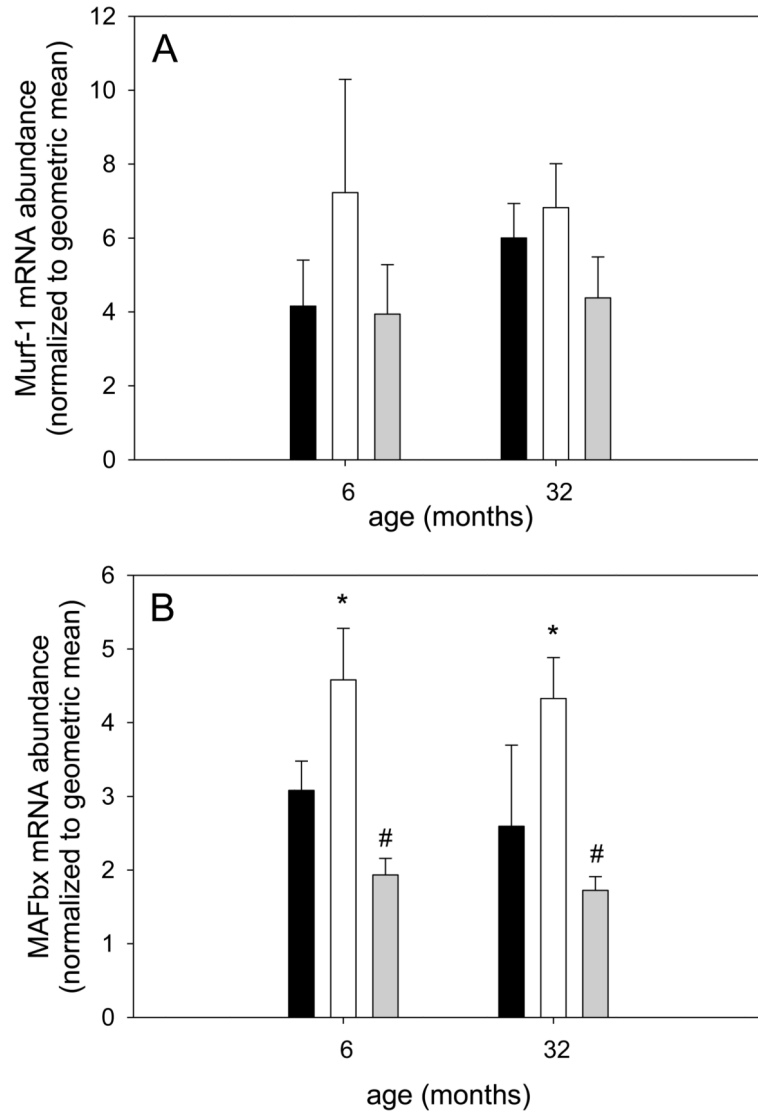 A
Murf-1 mRNA abundance
(normalized to geometric mean)
12
10
8
6
4
2
0
6
32
age (months)
B
MAFbx mRNA abundance
(normalized to geometric mean)
6
5
4
3
2
1
0
*
*
#
#
6
32
age (months)